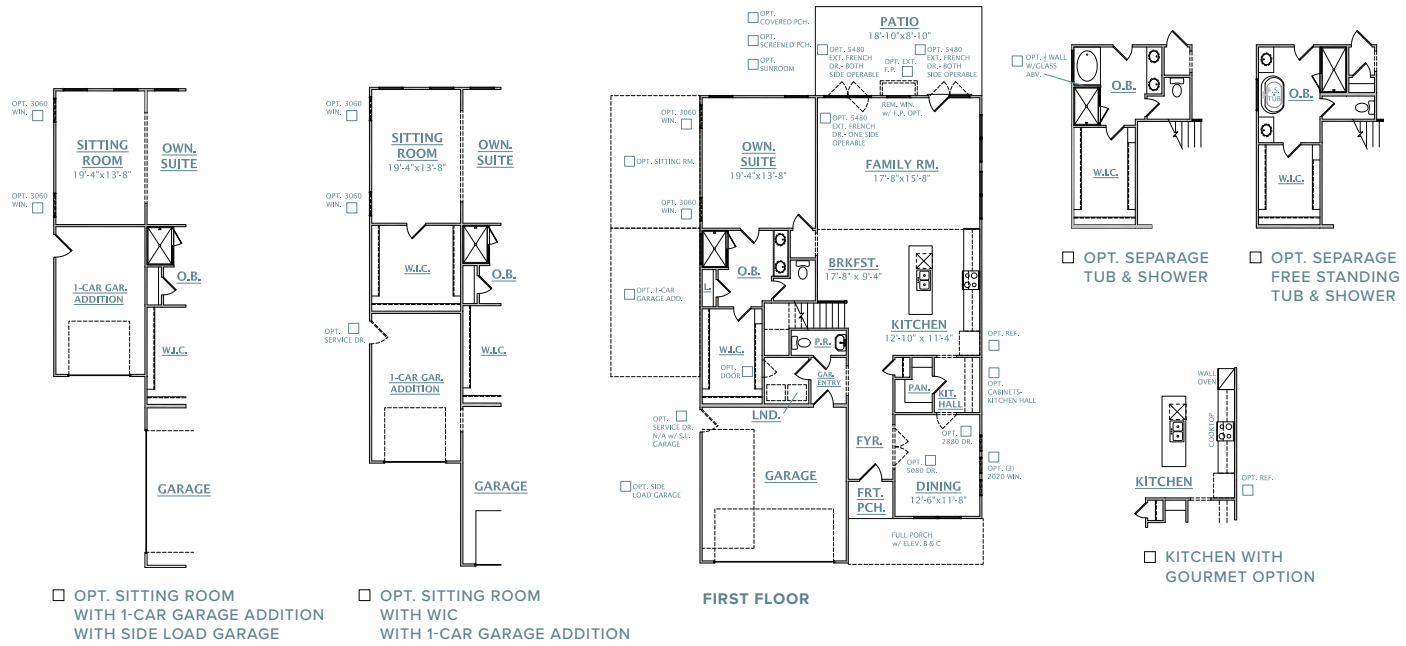 OPT. 3060
WIN.
SITTING
ROOM
19'-4"x13'-8"
OWN.
SUITE
OPT. 3060
WIN.
1-CAR GAR.
ADDITION
O.B.
W.I.C.
GARAGE
OPT. SITTING ROOM
WITH 1-CAR GARAGE ADDITION
WITH SIDE LOAD GARAGE
OPT. 3060
WIN.
SITTING
ROOM
19'-4"x13'-8"
OWN.
SUITE
OPT. 3060
WIN.
W.I.C.
O.B.
OPT.
SERVICE DR.
1-CAR GAR.
ADDITION
W.I.C.
GARAGE
OPT. SITTING ROOM
WITH WIC
WITH 1-CAR GARAGE ADDITION
OPT.
COVERED PCH.
OPT.
SCREENED PCH.
OPT.
SUNROOM
PATIO
18'-10"x8'-10"
OPT. 5480
EXT. FRENCH
DR.- BOTH
SIDE OPERABLE
OPT. EXT.
F.P.
OPT. 5480
EXT. FRENCH
DR.- BOTH
SIDE OPERABLE
REM. WIN.
w/ F.P. OPT.
OPT. 5480
EXT. FRENCH
DR.- ONE SIDE
OPERABLE
OPT. 3060
WIN.
OPT. SITTING RM.
OPT. 3060
WIN.
OWN.
SUITE
19'-4"x13'-8"
FAMILY RM.
17'-8"x15'-8"
OPT. 1-CAR
GARAGE ADD.
L.
O.B.
BRKFST.
17'-8" x 9'-4"
KITCHEN
12'-10" x 11'-4"
OPT. REF.
W.I.C.
OPT.
DOOR
P.R.
GAR.
ENTRY
PAN.
KIT.
HALL
OPT.
CABINETS-
KITCHEN HALL
LND.
OPT.
SERVICE DR.
N/A w/ S.L.
GARAGE
OPT. SIDE
LOAD GARAGE
GARAGE
FYR.
OPT.
2880 DR.
OPT.
5080 DR.
OPT. (3)
2020 WIN.
FRT.
PCH.
DINING
12'-6"x11'-8"
FULL PORCH
w/ ELEV. B & C
FIRST FLOOR
OPT. ½ WALL
W/GLASS
ABV.
O.B.
W.I.C.
OPT. SEPARAGE
TUB & SHOWER
F.S.
TUB
O.B.
W.I.C.
OPT. SEPARAGE
FREE STANDING
TUB & SHOWER
WALL
OVEN
COOKTOP
KITCHEN
OPT. REF.
KITCHEN WITH
GOURMET OPTION